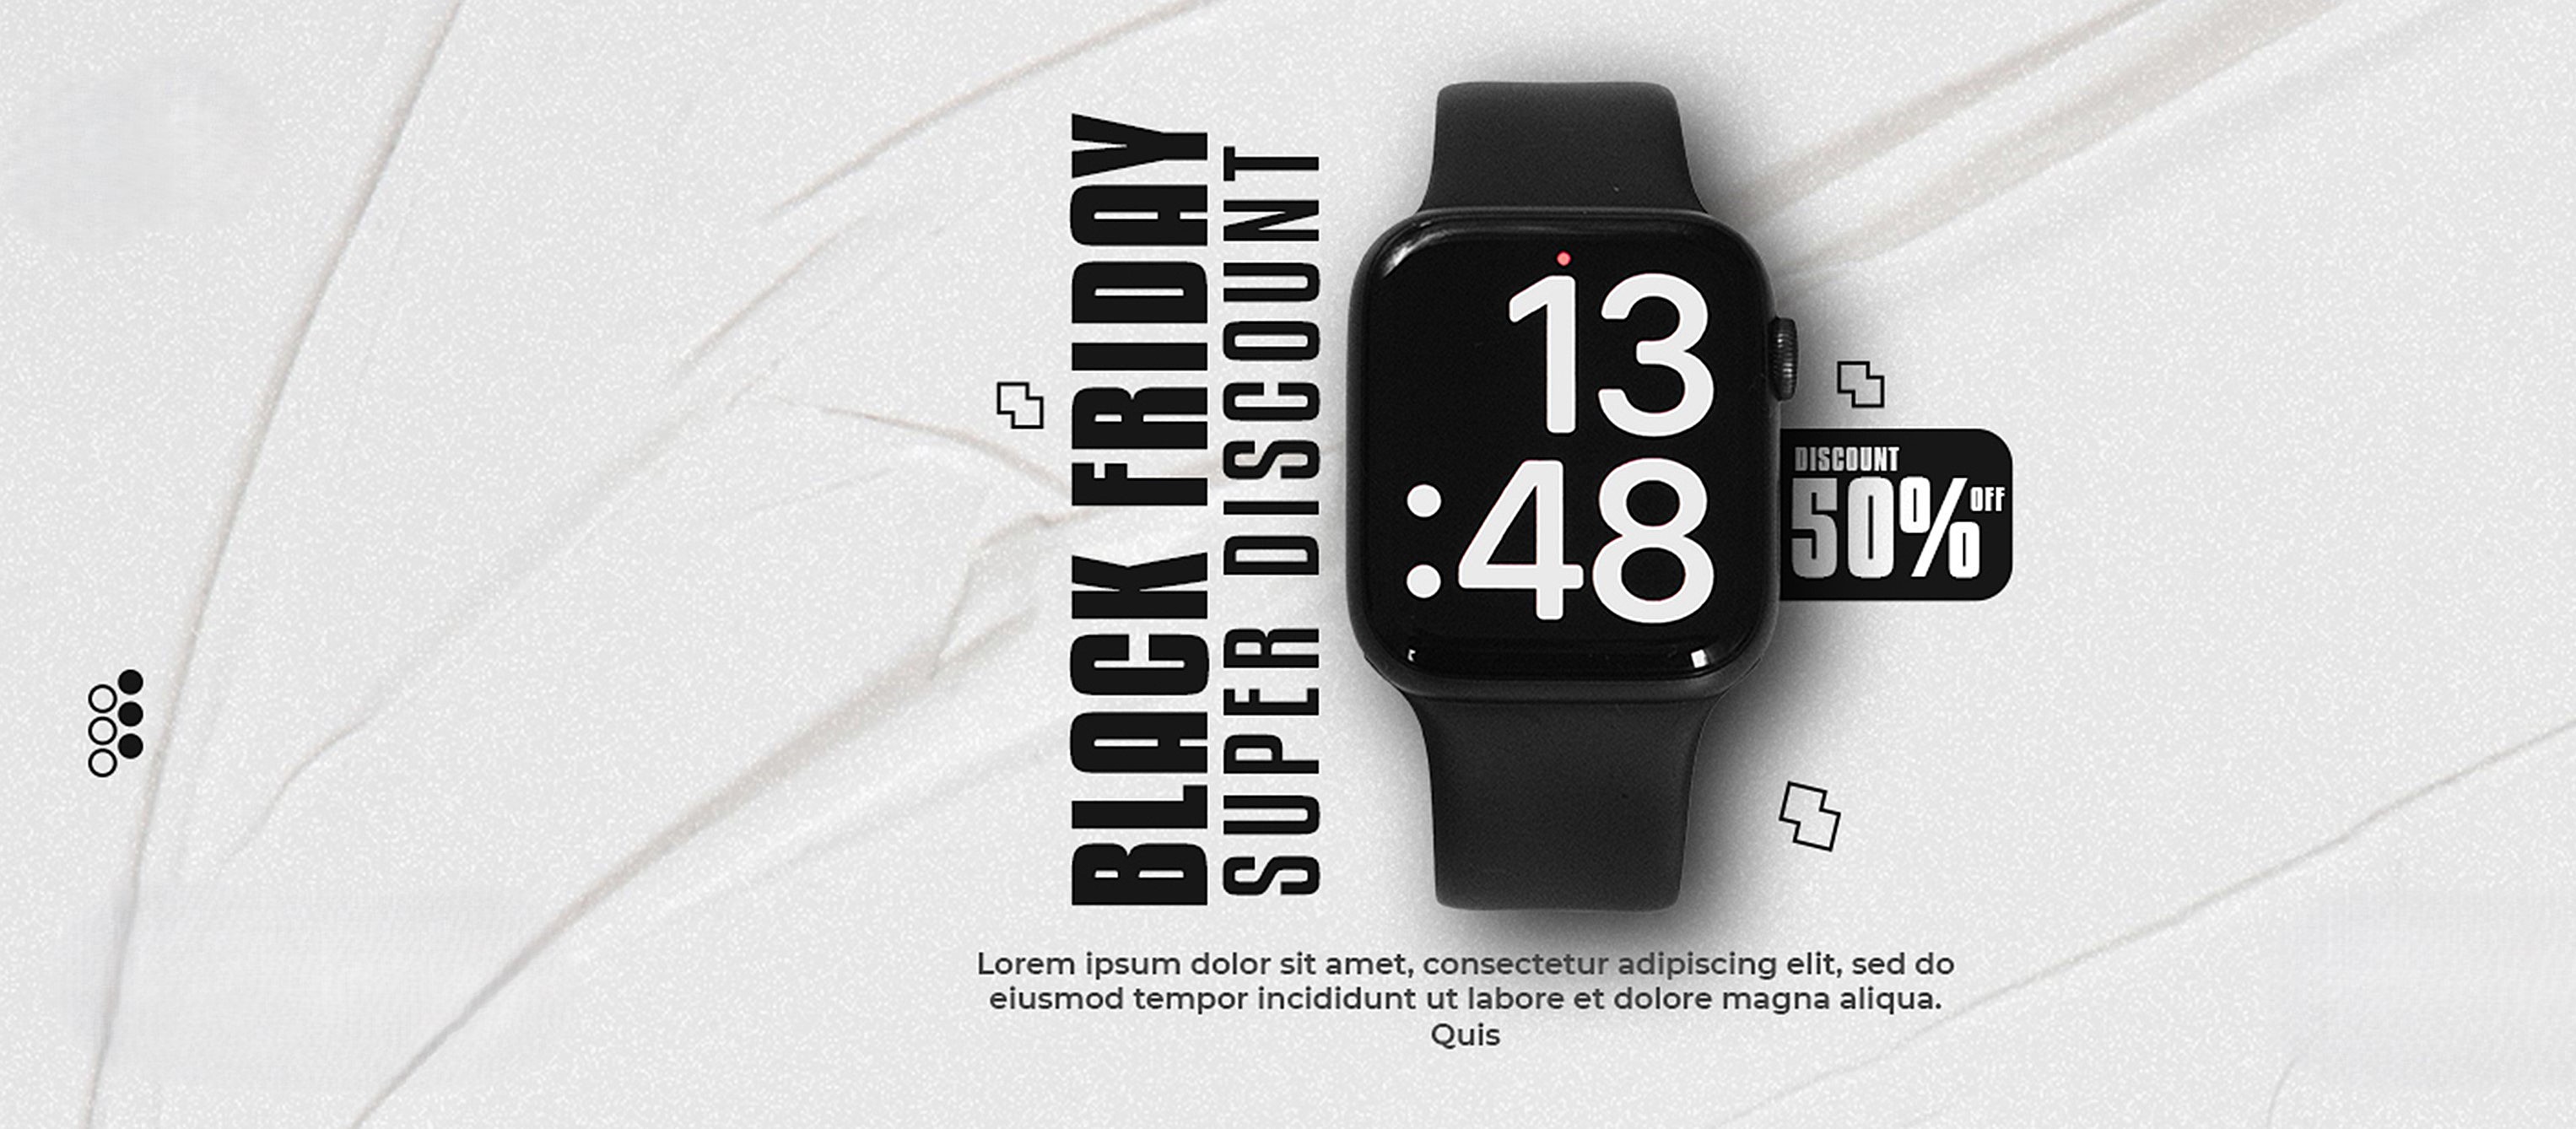 BLACK FRIDAY
SUPER DISCOUNT
13
:48
DISCOUNT
50% OFF
Lorem ipsum dolor sit amet, consectetur adipiscing elit, sed do
eiusmod tempor incididunt ut labore et dolore magna aliqua.
Quis